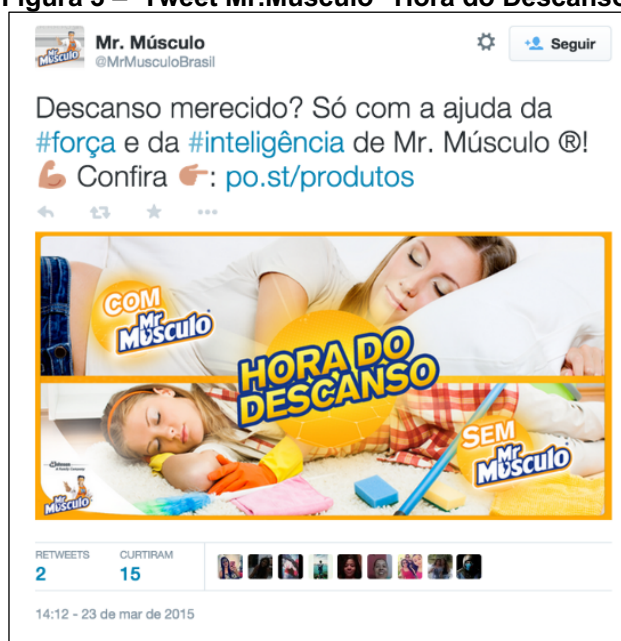 Figura 3 – Tweet Mr.Músculo "Hora do Descanso
Mr. Músculo
@MrMusculoBrasil
Seguir
Descanso merecido? Só com a ajuda da
#força e da #inteligência de Mr. Músculo ®!
Confira : po.st/produtos
COM
Mr
Músculo
HORA DO
DESCANSO
SEM
Mr
Músculo
Mr
Músculo
RETWEETS
2
CURTIRAM
15
14:12 - 23 de mar de 2015